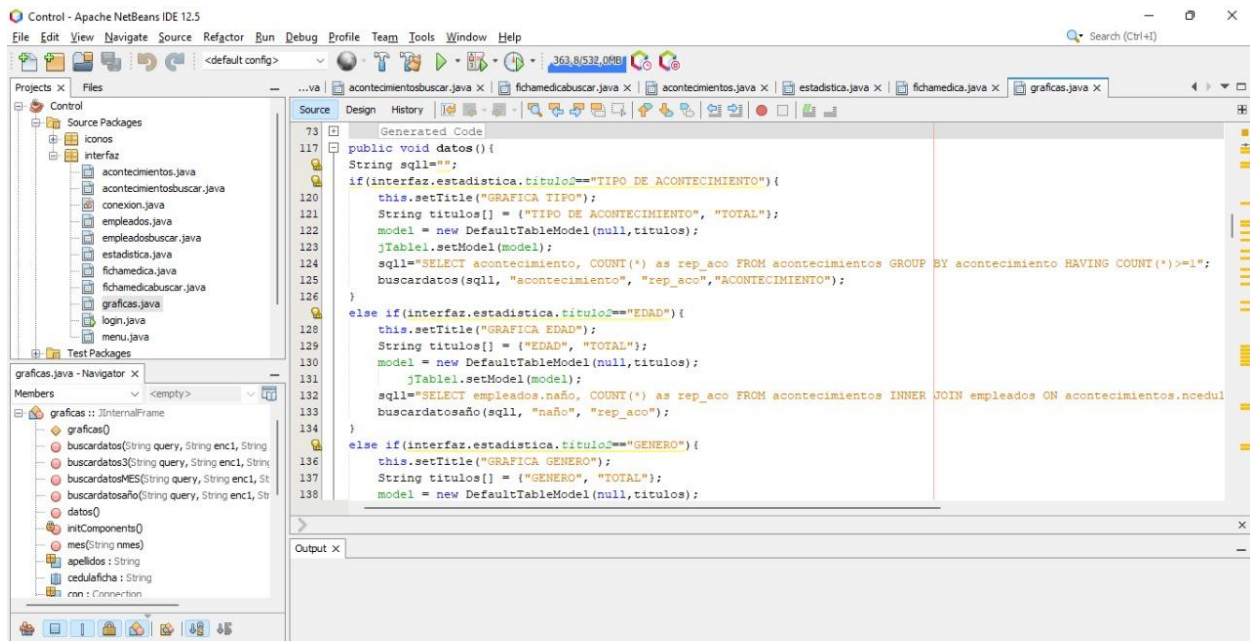 Control - Apache NetBeans IDE 12.5
File Edit View Navigate Source Refactor Run Debug Profile Team Tools Window Help
Search (Ctrl+I)
<default config>
363,8/532,0MB
Projects Files
...va acontecimientosbuscar.java fichamedicabuscar.java acontecimientos.java estadistica.java fichamedica.java graficas.java
Control
Source Packages
iconos
interfaz
acontecimientos.java
acontecimientosbuscar.java
conexion.java
empleados.java
empleadosbuscar.java
estadistica.java
fichamedica.java
fichamedicabuscar.java
graficas.java
login.java
menu.java
Test Packages
graficas.java - Navigator
Members <empty>
graficas :: JInternalFrame
graficas()
buscardatos(String query, String enc1, String
buscardatos3(String query, String enc1, String
buscardatosMES(String query, String enc1, St
buscardatosaño(String query, String enc1, Str
datos()
initComponents()
mes(String nmes)
apellidos : String
cedulaficha : String
con : Connection
Source Design History
73 Generated Code
117 public void datos(){
String sqll="";
if(interfaz.estadistica.titulo2=="TIPO DE ACONTECIMIENTO"){
120 this.setTitle("GRAFICA TIPO");
121 String titulos[] = {"TIPO DE ACONTECIMIENTO", "TOTAL"};
122 model = new DefaultTableModel(null,titulos);
123 jTable1.setModel(model);
124 sqll="SELECT acontecimiento, COUNT(*) as rep_aco FROM acontecimientos GROUP BY acontecimiento HAVING COUNT(*)>=1";
125 buscardatos(sqll, "acontecimiento", "rep_aco","ACONTECIMIENTO");
126 }
else if(interfaz.estadistica.titulo2=="EDAD"){
128 this.setTitle("GRAFICA EDAD");
129 String titulos[] = {"EDAD", "TOTAL"};
130 model = new DefaultTableModel(null,titulos);
131 jTable1.setModel(model);
132 sqll="SELECT empleados.naño, COUNT(*) as rep_aco FROM acontecimientos INNER JOIN empleados ON acontecimientos.ncedul
133 buscardatosaño(sqll, "naño", "rep_aco");
134 }
else if(interfaz.estadistica.titulo2=="GENERO"){
136 this.setTitle("GRAFICA GENERO");
137 String titulos[] = {"GENERO", "TOTAL"};
138 model = new DefaultTableModel(null,titulos);
Output